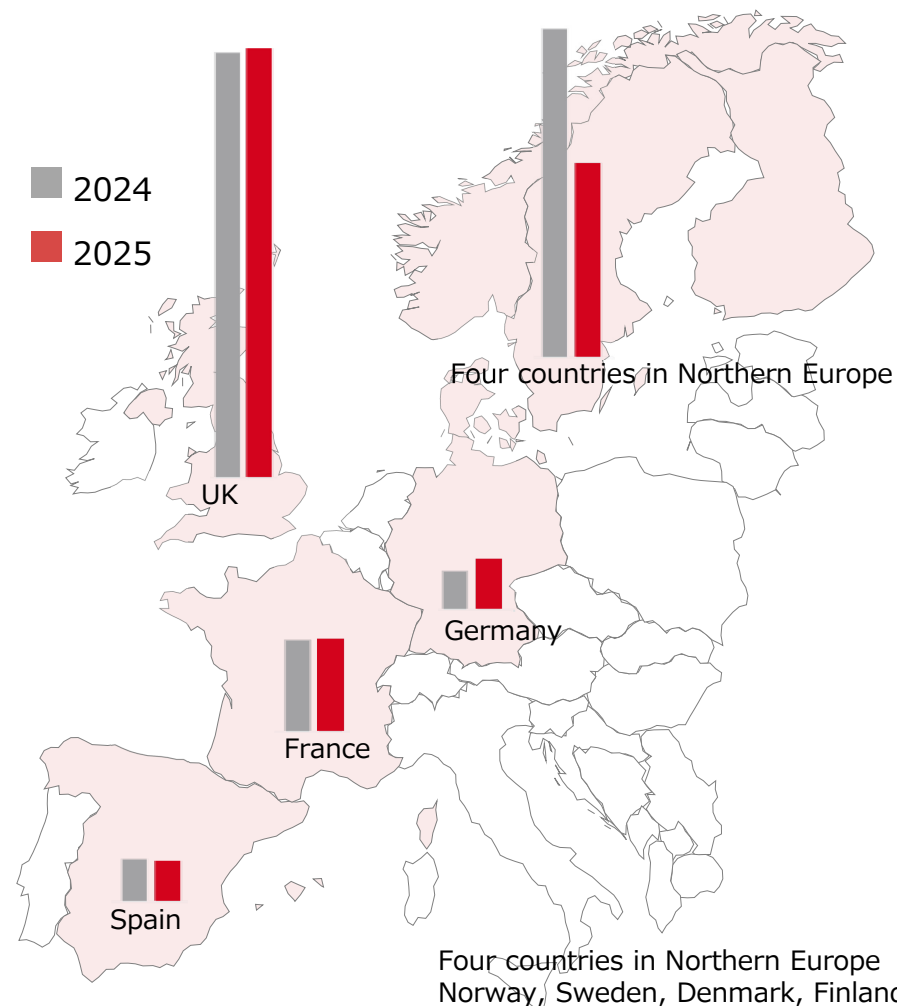 2024
2025
Four countries in Northern Europe
UK
Germany
France
Spain
Four countries in Northern Europe
Norway, Sweden, Denmark, Finland